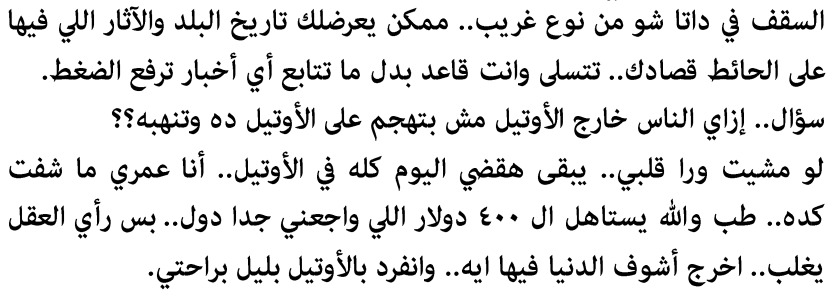 السقف في داتا شو من نوع غريب.. ممكن يعرضلك تاريخ البلد والآثار اللي فيها
على الحائط قصادك.. تتسلى وانت قاعد بدل ما تتابع أي أخبار ترفع الضغط.
سؤال.. إزاي الناس خارج الأوتيل مش بتهجم على الأوتيل ده وتنهبه؟؟
لو مشيت ورا قلبي.. يبقى هقضي اليوم كله في الأوتيل.. أنا عمري ما شفت
كده.. طب والله يستاهل ال ٤٠٠ دولار اللي واجعني جدا دول.. بس رأي العقل
يغلب.. اخرج أشوف الدنيا فيها ايه.. وانفرد بالأوتيل بليل براحتي.